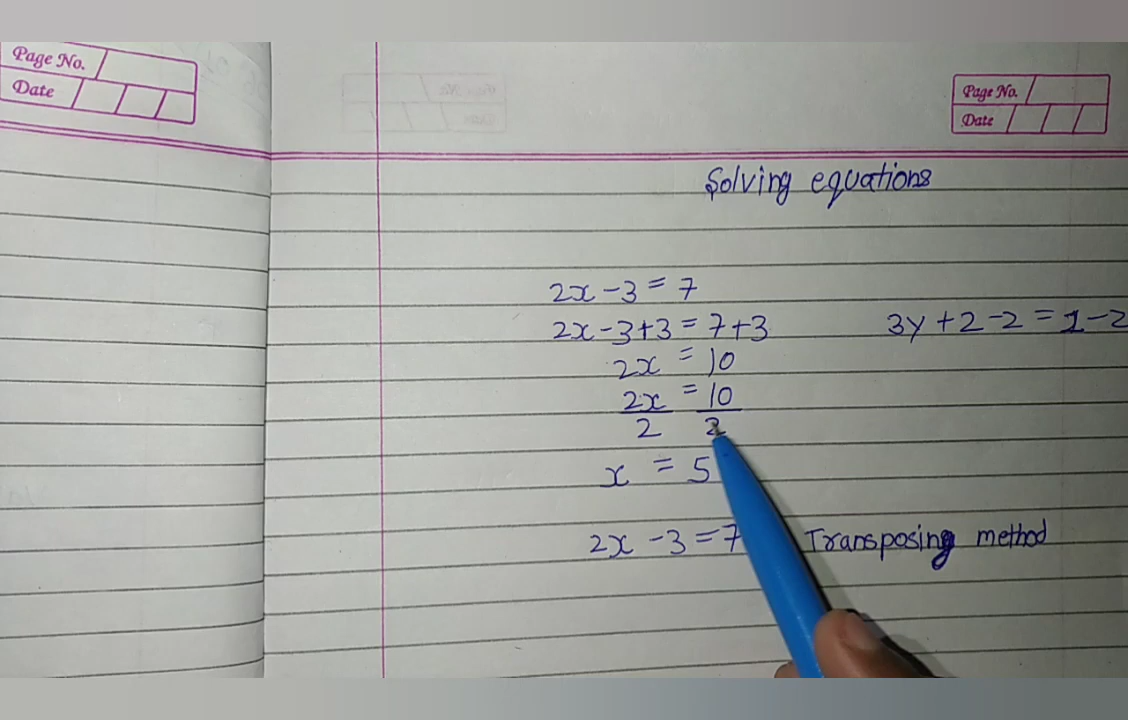 Page No.
Date
Page No.
Date
Solving equations
2x - 3 = 7
2x - 3 + 3 = 7 + 3
3y + 2 - 2 = 1 - 2
2x = 10
2x = 10
2 2
x = 5
2x - 3 = 7 Transposing method